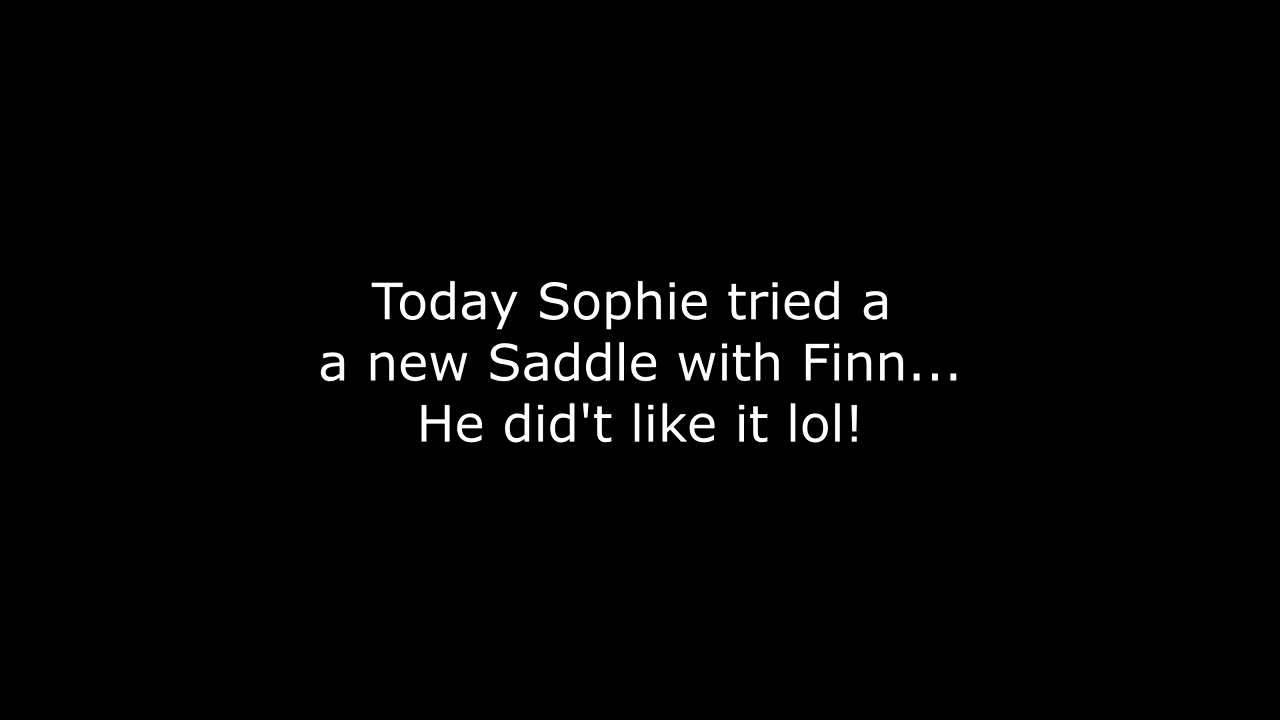 Today Sophie tried a
a new Saddle with Finn...
He did't like it lol!